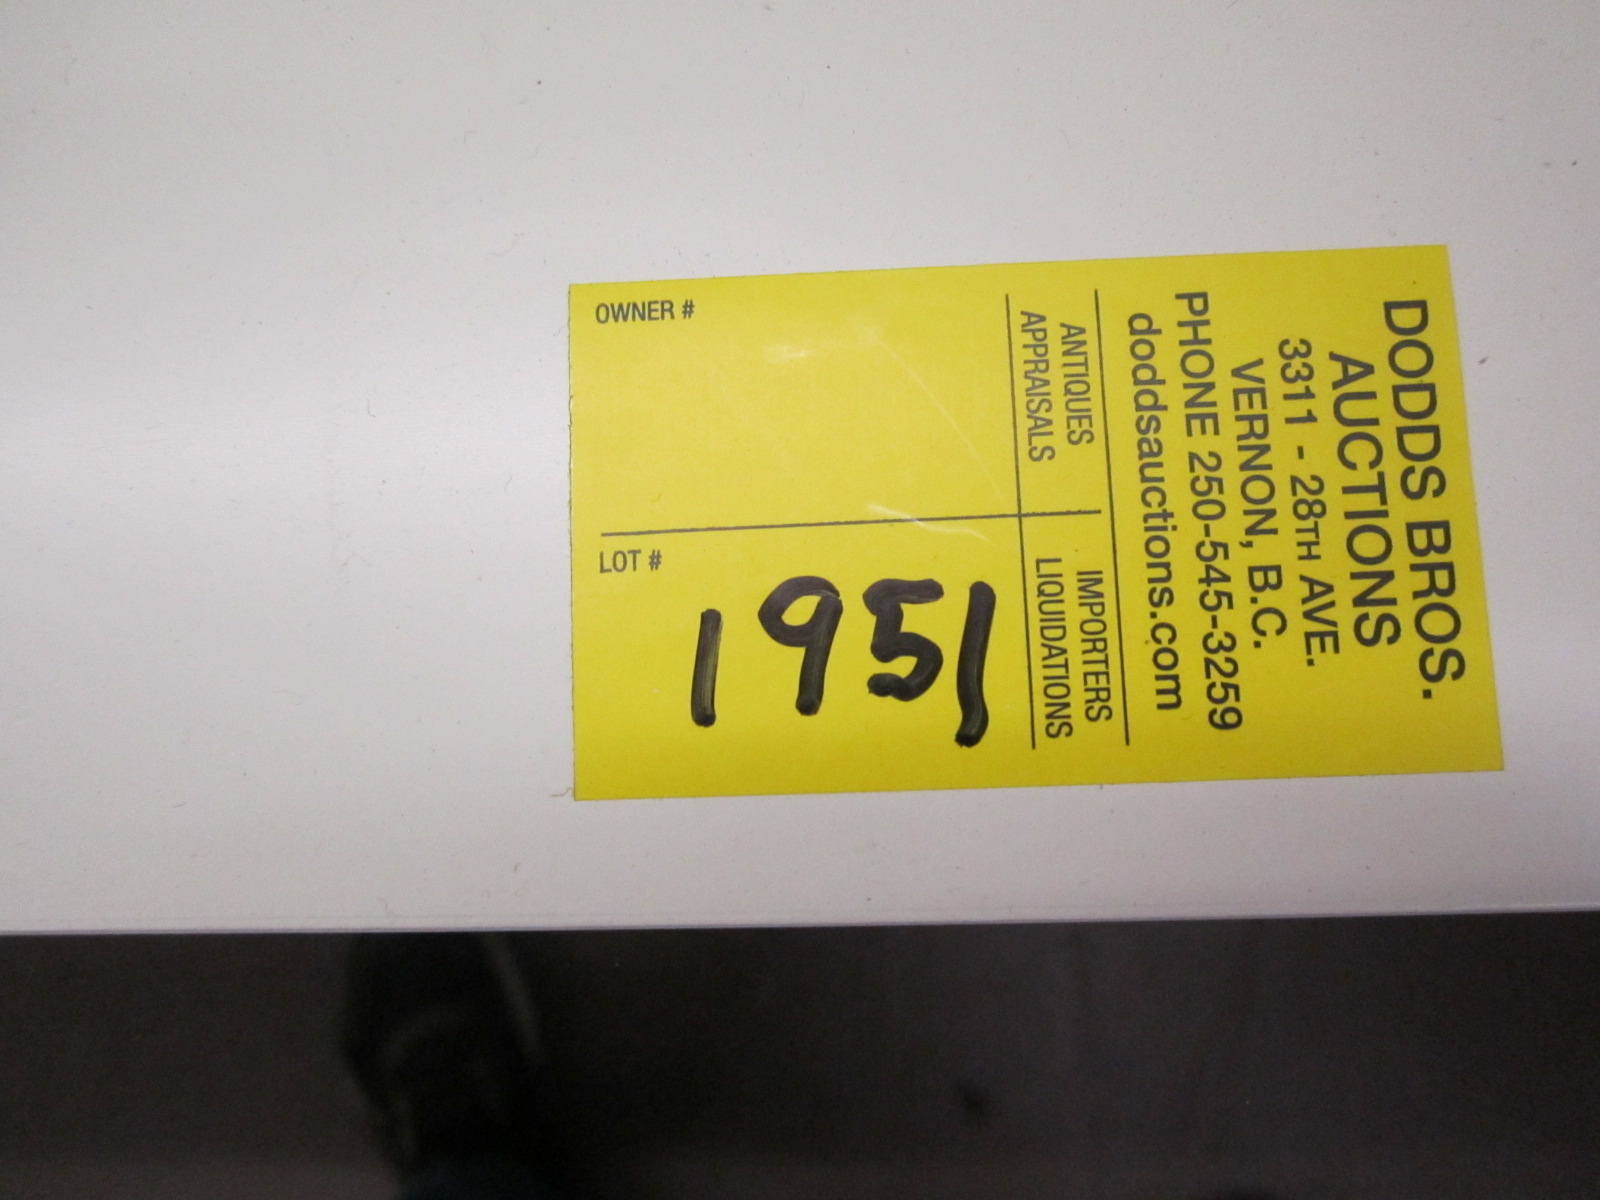 DODDS BROS.
AUCTIONS
3311 - 28TH AVE.
VERNON, B.C.
PHONE 250-545-3259
doddsauctions.com
ANTIQUES
APPRAISALS
IMPORTERS
LIQUIDATIONS
OWNER #
LOT #
1951